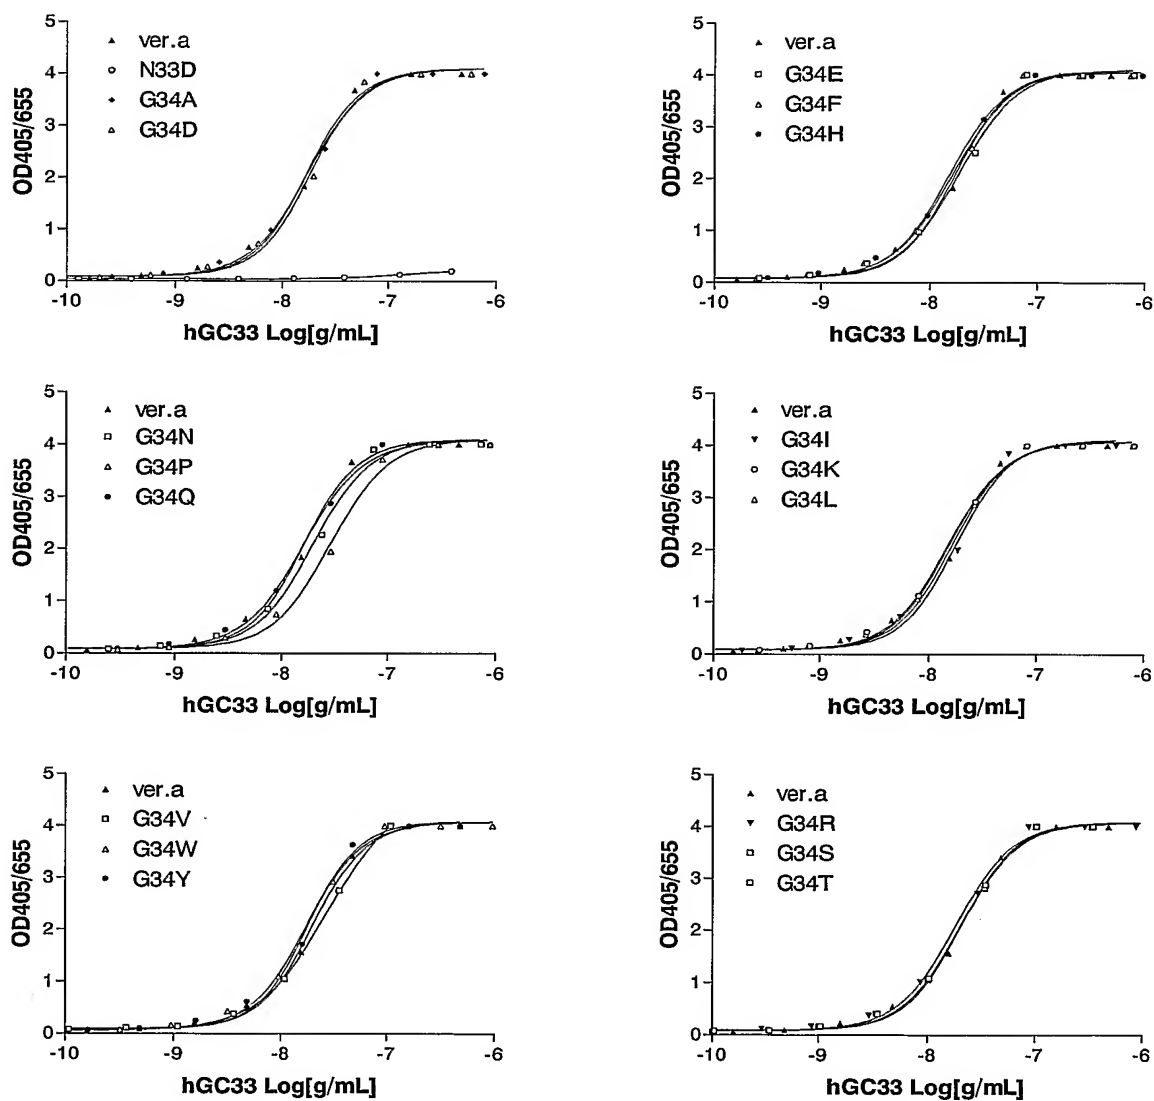 OD405/655
5
4
3
2
1
0
ver.a
N33D
G34A
G34D
-10 -9 -8 -7 -6
hGC33 Log[g/mL]
OD405/655
5
4
3
2
1
0
ver.a
G34E
G34F
G34H
-10 -9 -8 -7 -6
hGC33 Log[g/mL]
OD405/655
5
4
3
2
1
0
ver.a
G34N
G34P
G34Q
-10 -9 -8 -7 -6
hGC33 Log[g/mL]
OD405/655
5
4
3
2
1
0
ver.a
G34I
G34K
G34L
-10 -9 -8 -7 -6
hGC33 Log[g/mL]
OD405/655
5
4
3
2
1
0
ver.a
G34V
G34W
G34Y
-10 -9 -8 -7 -6
hGC33 Log[g/mL]
OD405/655
5
4
3
2
1
0
ver.a
G34R
G34S
G34T
-10 -9 -8 -7 -6
hGC33 Log[g/mL]